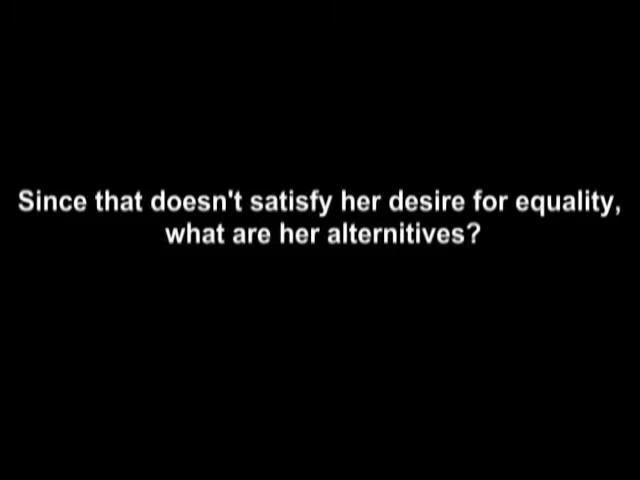 Since that doesn't satisfy her desire for equality,
what are her alternitives?